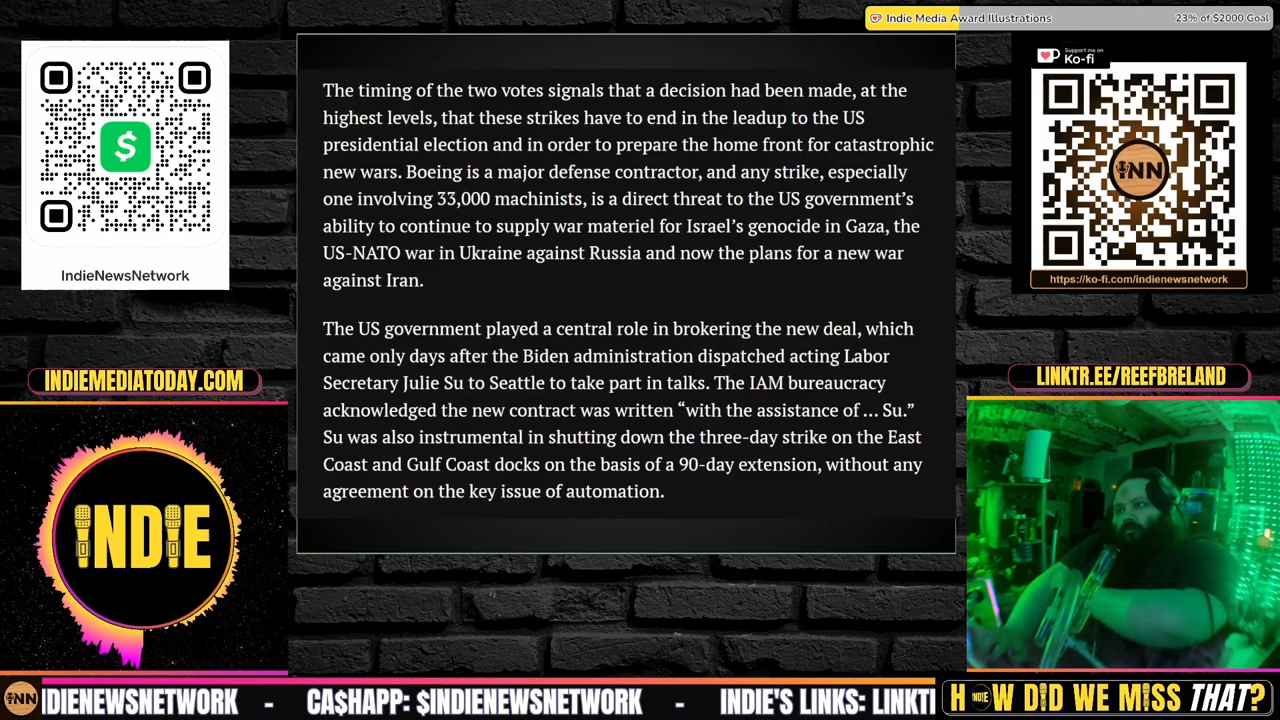 Indie Media Award Illustrations
23% of $2000 Goal
Support me on
Ko-fi
The timing of the two votes signals that a decision had been made, at the
highest levels, that these strikes have to end in the leadup to the US
presidential election and in order to prepare the home front for catastrophic
new wars. Boeing is a major defense contractor, and any strike, especially
one involving 33,000 machinists, is a direct threat to the US government’s
ability to continue to supply war materiel for Israel’s genocide in Gaza, the
US-NATO war in Ukraine against Russia and now the plans for a new war
against Iran.
The US government played a central role in brokering the new deal, which
came only days after the Biden administration dispatched acting Labor
Secretary Julie Su to Seattle to take part in talks. The IAM bureaucracy
acknowledged the new contract was written “with the assistance of … Su.”
Su was also instrumental in shutting down the three-day strike on the East
Coast and Gulf Coast docks on the basis of a 90-day extension, without any
agreement on the key issue of automation.
$
IndieNewsNetwork
INN
https://ko-fi.com/indienewsnetwork
INDIEMEDIATODAY.COM
LINKTR.EE/REEFBRELAND
INDIE
INN
IDIENEWSNETWORK - CA$HAPP: $INDIENEWSNETWORK - INDIE'S LINKS: LINKT
HOW DID WE MISS THAT?